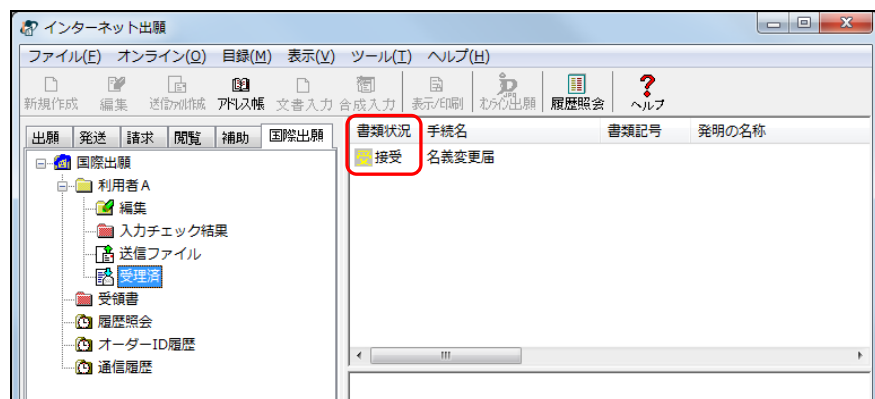 インターネット出願
ファイル(F) オンライン(O) 目録(M) 表示(V) ツール(T) ヘルプ(H)
新規作成 編集 送信ﾌｧｲﾙ作成 アドレス帳 文書入力 合成入力 表示/印刷 ひらめき出願 履歴照会 ヘルプ
出願 発送 請求 閲覧 補助 国際出願
書類状況 手続名 書類記号 発明の名称
受 接受 名義変更届
国際出願
利用者A
編集
入力チェック結果
送信ファイル
受理済
受領書
履歴照会
オーダーID履歴
通信履歴